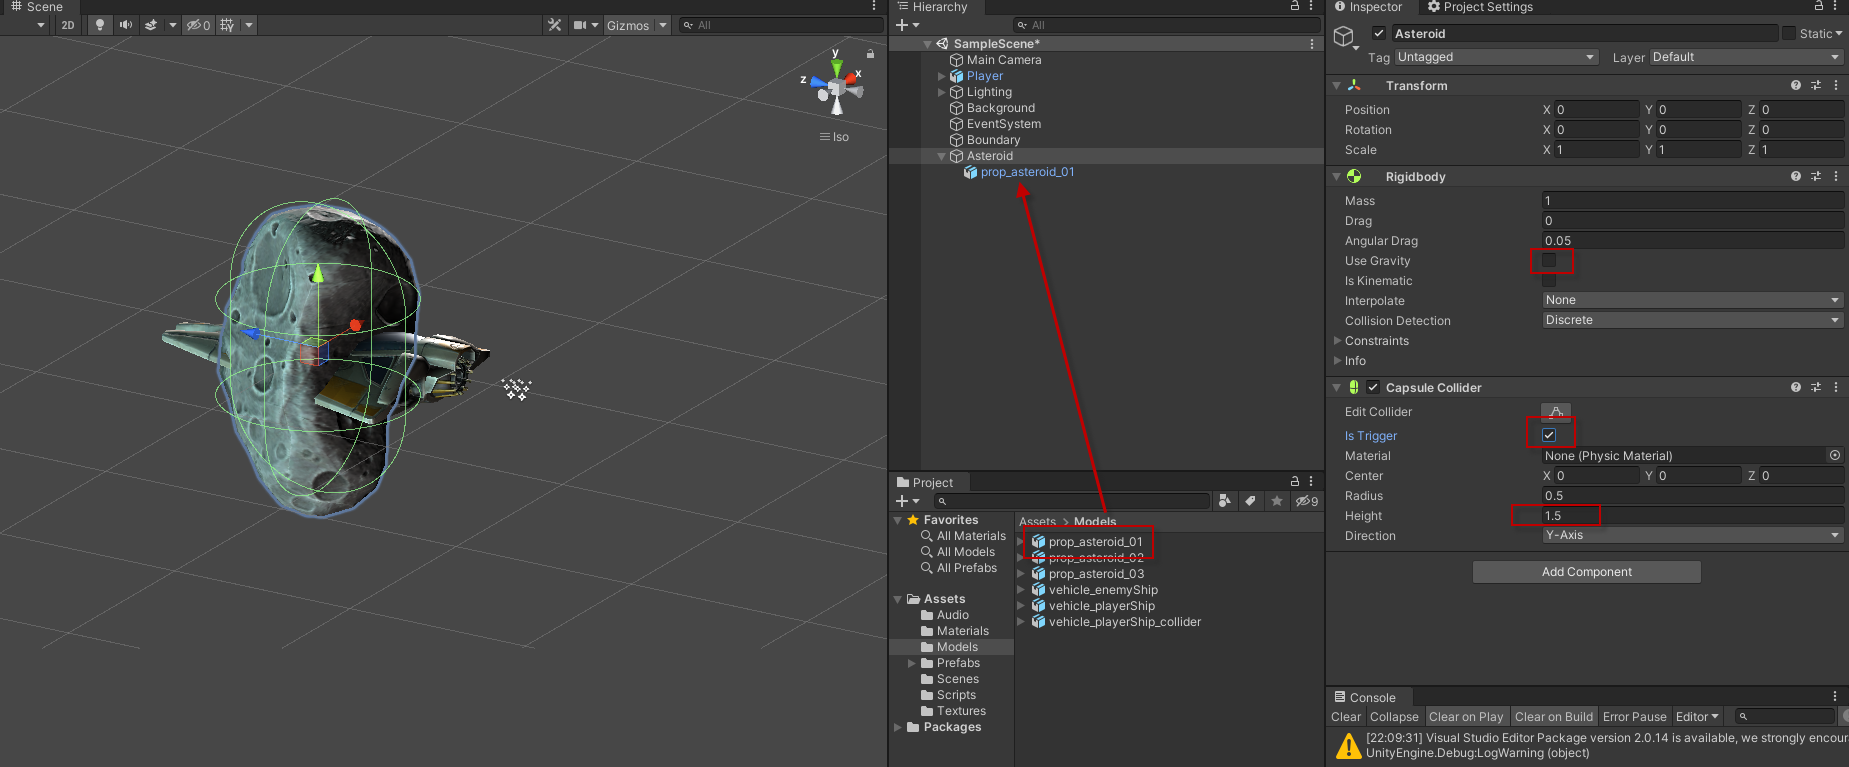 Scene
2D
0
Gizmos
All
y
x
z
Iso
Hierarchy
All
SampleScene*
Main Camera
Player
Lighting
Background
EventSystem
Boundary
Asteroid
prop_asteroid_01
Project
9
Favorites
All Materials
All Models
All Prefabs
Assets
Audio
Materials
Models
Prefabs
Scenes
Scripts
Textures
Packages
Assets > Models
prop_asteroid_01
prop_asteroid_02
prop_asteroid_03
vehicle_enemyShip
vehicle_playerShip
vehicle_playerShip_collider
Inspector
Project Settings
Asteroid
Static
Tag Untagged
Layer Default
Transform
Position X 0 Y 0 Z 0
Rotation X 0 Y 0 Z 0
Scale X 1 Y 1 Z 1
Rigidbody
Mass 1
Drag 0
Angular Drag 0.05
Use Gravity
Is Kinematic
Interpolate None
Collision Detection Discrete
Constraints
Info
Capsule Collider
Edit Collider
Is Trigger
Material None (Physic Material)
Center X 0 Y 0 Z 0
Radius 0.5
Height 1.5
Direction Y-Axis
Add Component
Console
Clear Collapse Clear on Play Clear on Build Error Pause Editor
[22:09:31] Visual Studio Editor Package version 2.0.14 is available, we strongly encour
UnityEngine.Debug:LogWarning (object)